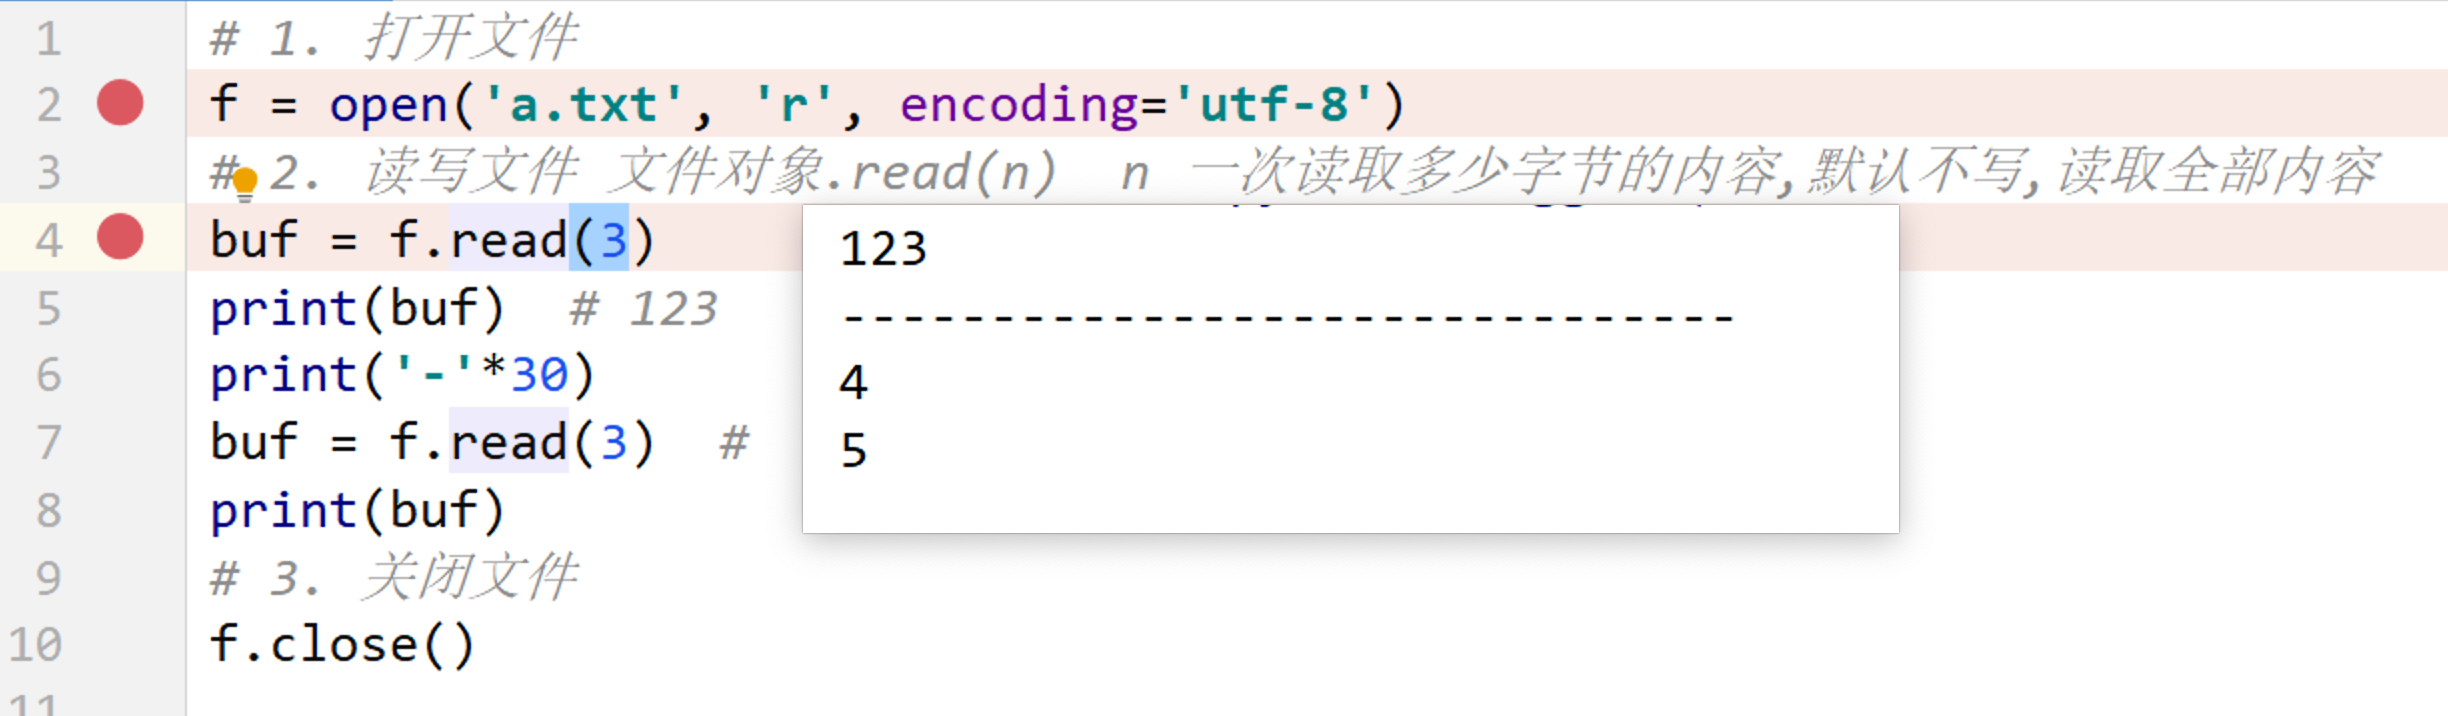 1 # 1. 打开文件
2 f = open('a.txt', 'r', encoding='utf-8')
3 # 2. 读写文件 文件对象.read(n)  n 一次读取多少字节的内容,默认不写,读取全部内容
4 buf = f.read(3)
5 print(buf)  # 123
6 print('-'*30)
7 buf = f.read(3)  #
8 print(buf)
9 # 3. 关闭文件
10 f.close()
11
123
------------------------------
4
5